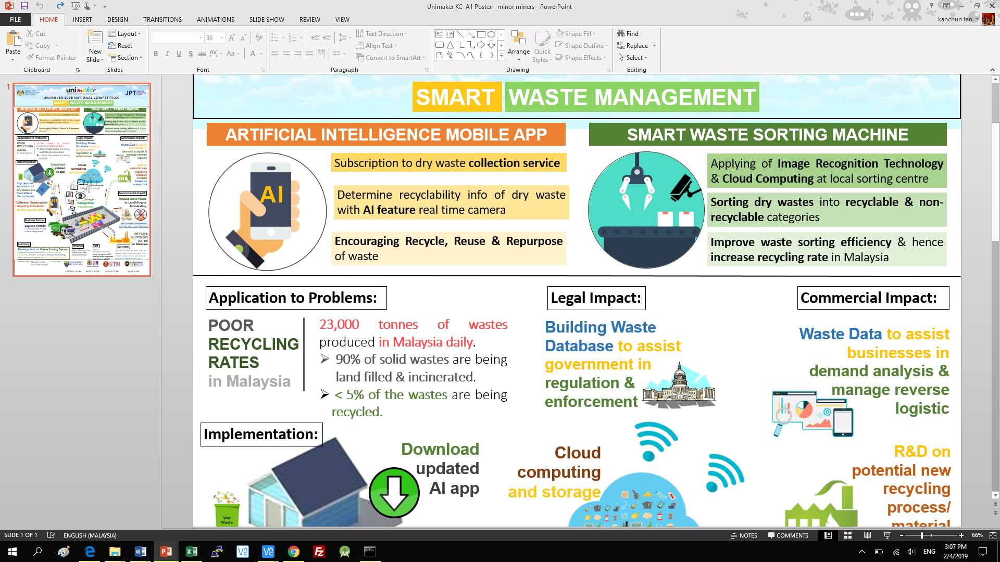 Unimaker KC  A1 Poster - minor miners - PowerPoint
FILE
HOME
INSERT
DESIGN
TRANSITIONS
ANIMATIONS
SLIDE SHOW
REVIEW
VIEW
kahchun tan
Paste
Cut
Copy
Format Painter
Clipboard
New
Slide
Layout
Reset
Section
Slides
36
Font
Text Direction
Align Text
Convert to SmartArt
Paragraph
Arrange
Quick
Styles
Shape Fill
Shape Outline
Shape Effects
Drawing
Find
Replace
Select
Editing
1
unimaker
JPT
UNIMAKER 2018 NATIONAL COMPETITION
SMART WASTE MANAGEMENT
SMART WASTE MANAGEMENT
ARTIFICIAL INTELLIGENCE MOBILE APP
AI
Subscription to dry waste collection service
Determine recyclability info of dry waste
with AI feature real time camera
Encouraging Recycle, Reuse & Repurpose
of waste
SMART WASTE SORTING MACHINE
Applying of Image Recognition Technology
& Cloud Computing at local sorting centre
Sorting dry wastes into recyclable & non-
recyclable categories
Improve waste sorting efficiency & hence
increase recycling rate in Malaysia
Application to Problems:
POOR
RECYCLING
RATES
in Malaysia
23,000 tonnes of wastes
produced in Malaysia daily.
➢ 90% of solid wastes are being
land filled & incinerated.
➢ < 5% of the wastes are being
recycled.
Legal Impact:
Building Waste
Database to assist
government in
regulation &
enforcement
Commercial Impact:
Waste Data to assist
businesses in
demand analysis &
manage reverse
logistic
Implementation:
Wet
Waste
Download
updated
AI app
Cloud
computing
and storage
R&D on
potential new
recycling
process/
material
SLIDE 1 OF 1
ENGLISH (MALAYSIA)
NOTES
COMMENTS
66%
ENG
3:07 PM
2/4/2019